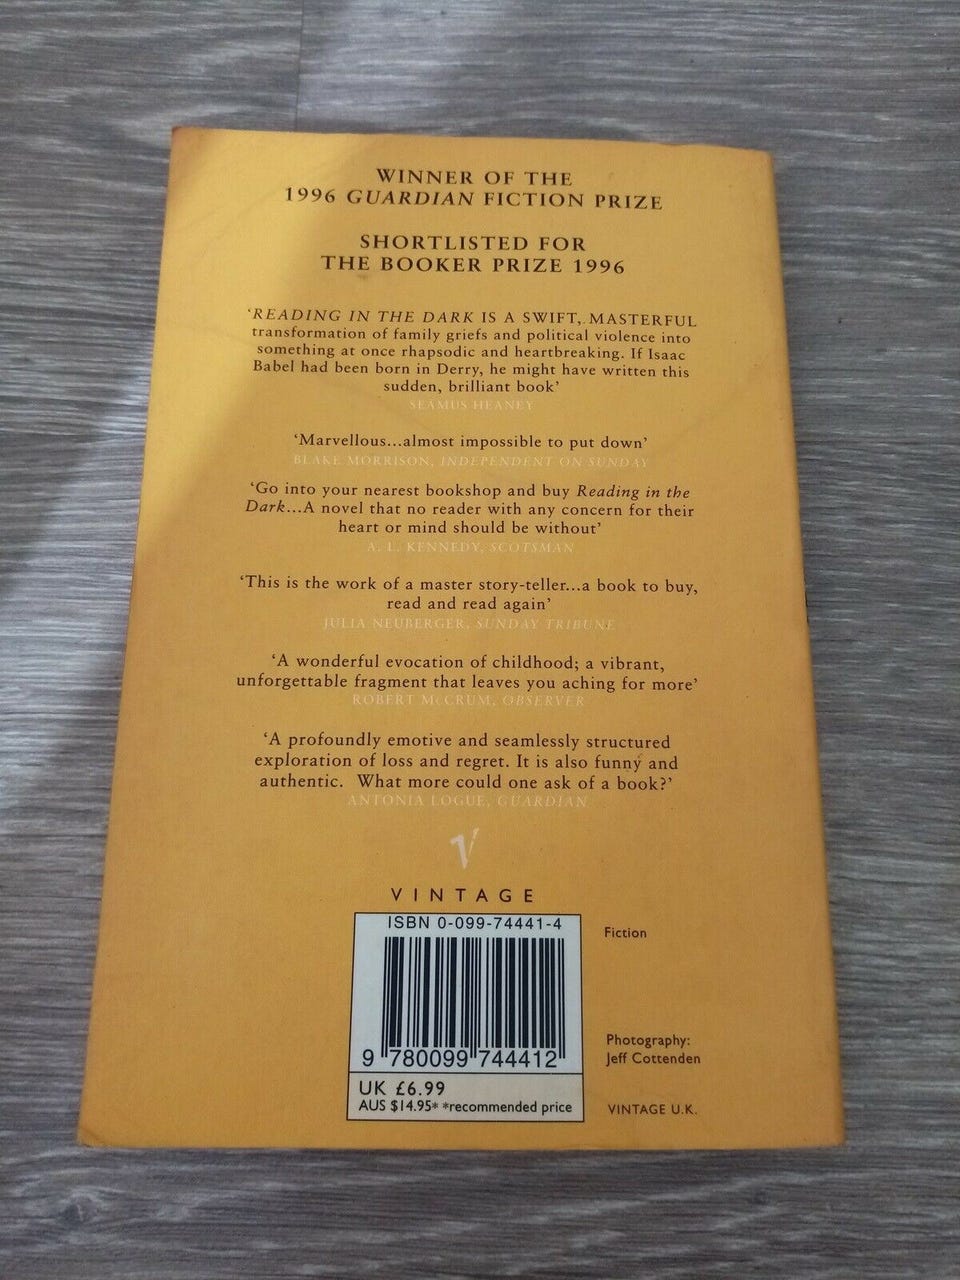 WINNER OF THE
1996 GUARDIAN FICTION PRIZE
SHORTLISTED FOR
THE BOOKER PRIZE 1996
‘READING IN THE DARK IS A SWIFT, MASTERFUL
transformation of family griefs and political violence into
something at once rhapsodic and heartbreaking. If Isaac
Babel had been born in Derry, he might have written this
sudden, brilliant book’
SEAMUS HEANEY
‘Marvellous...almost impossible to put down’
BLAKE MORRISON, INDEPENDENT ON SUNDAY
‘Go into your nearest bookshop and buy Reading in the
Dark...A novel that no reader with any concern for their
heart or mind should be without’
A. L. KENNEDY, SCOTSMAN
‘This is the work of a master story-teller...a book to buy,
read and read again’
JULIA NEUBERGER, SUNDAY TRIBUNE
‘A wonderful evocation of childhood; a vibrant,
unforgettable fragment that leaves you aching for more’
ROBERT McCRUM, OBSERVER
‘A profoundly emotive and seamlessly structured
exploration of loss and regret. It is also funny and
authentic. What more could one ask of a book?’
ANTONIA LOGUE, GUARDIAN
V
VINTAGE
ISBN 0-099-74441-4
9 780099 744412
UK £6.99
AUS $14.95* *recommended price
Fiction
Photography:
Jeff Cottenden
VINTAGE U.K.